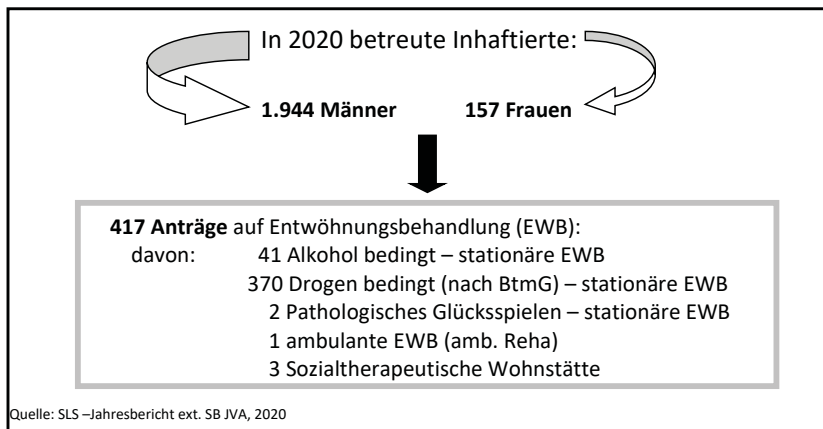 In 2020 betreute Inhaftierte:
1.944 Männer 157 Frauen
417 Anträge auf Entwöhnungsbehandlung (EWB):
davon: 41 Alkohol bedingt – stationäre EWB
370 Drogen bedingt (nach BtmG) – stationäre EWB
2 Pathologisches Glücksspielen – stationäre EWB
1 ambulante EWB (amb. Reha)
3 Sozialtherapeutische Wohnstätte
Quelle: SLS –Jahresbericht ext. SB JVA, 2020